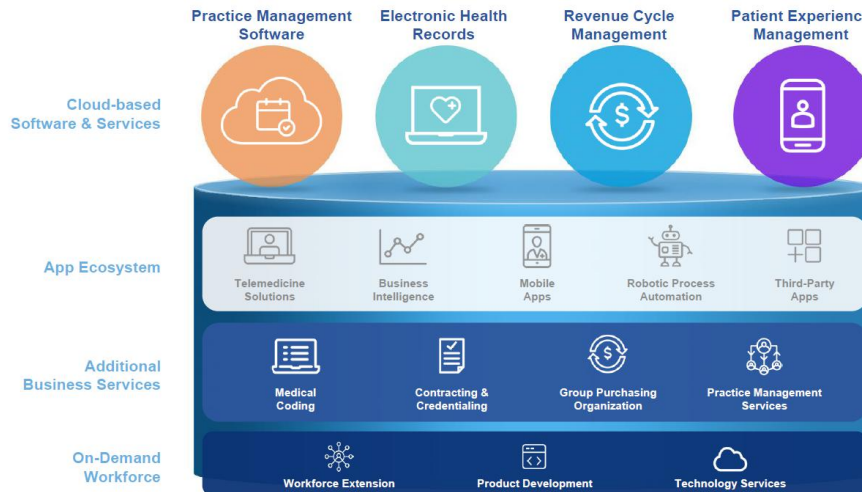 Practice Management
Software
Electronic Health
Records
Revenue Cycle
Management
Patient Experienc
Management
Cloud-based
Software & Services
$
App Ecosystem
Telemedicine
Solutions
Business
Intelligence
Mobile
Apps
Robotic Process
Automation
Third-Party
Apps
Additional
Business Services
$
Medical
Coding
Contracting &
Credentialing
Group Purchasing
Organization
Practice Management
Services
On-Demand
Workforce
Workforce Extension
Product Development
Technology Services